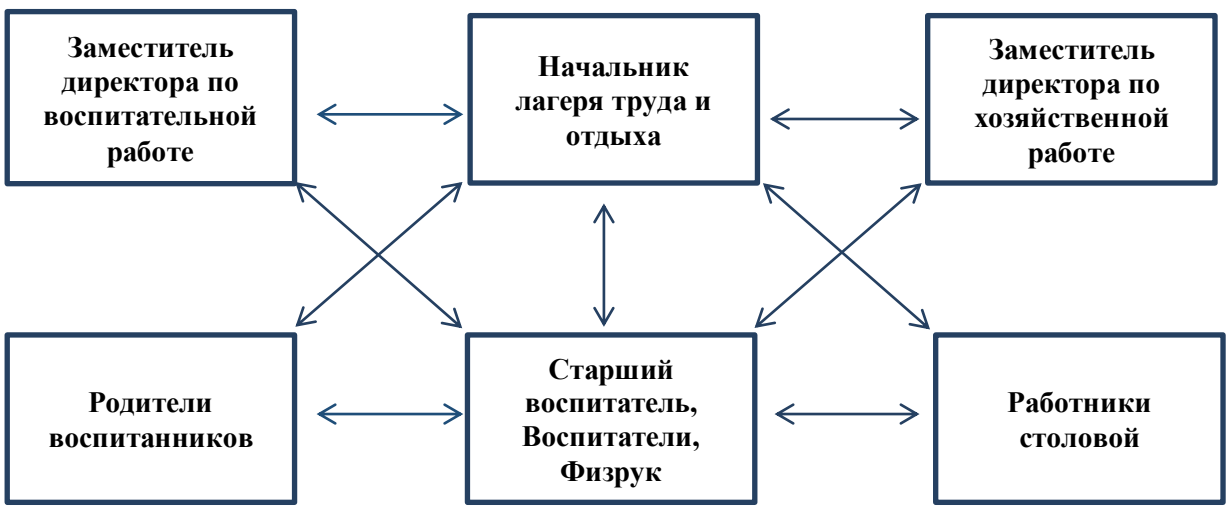 Заместитель
директора по
воспитательной
работе
Начальник
лагеря труда и
отдыха
Заместитель
директора по
хозяйственной
работе
Родители
воспитанников
Старший
воспитатель,
Воспитатели,
Физрук
Работники
столовой